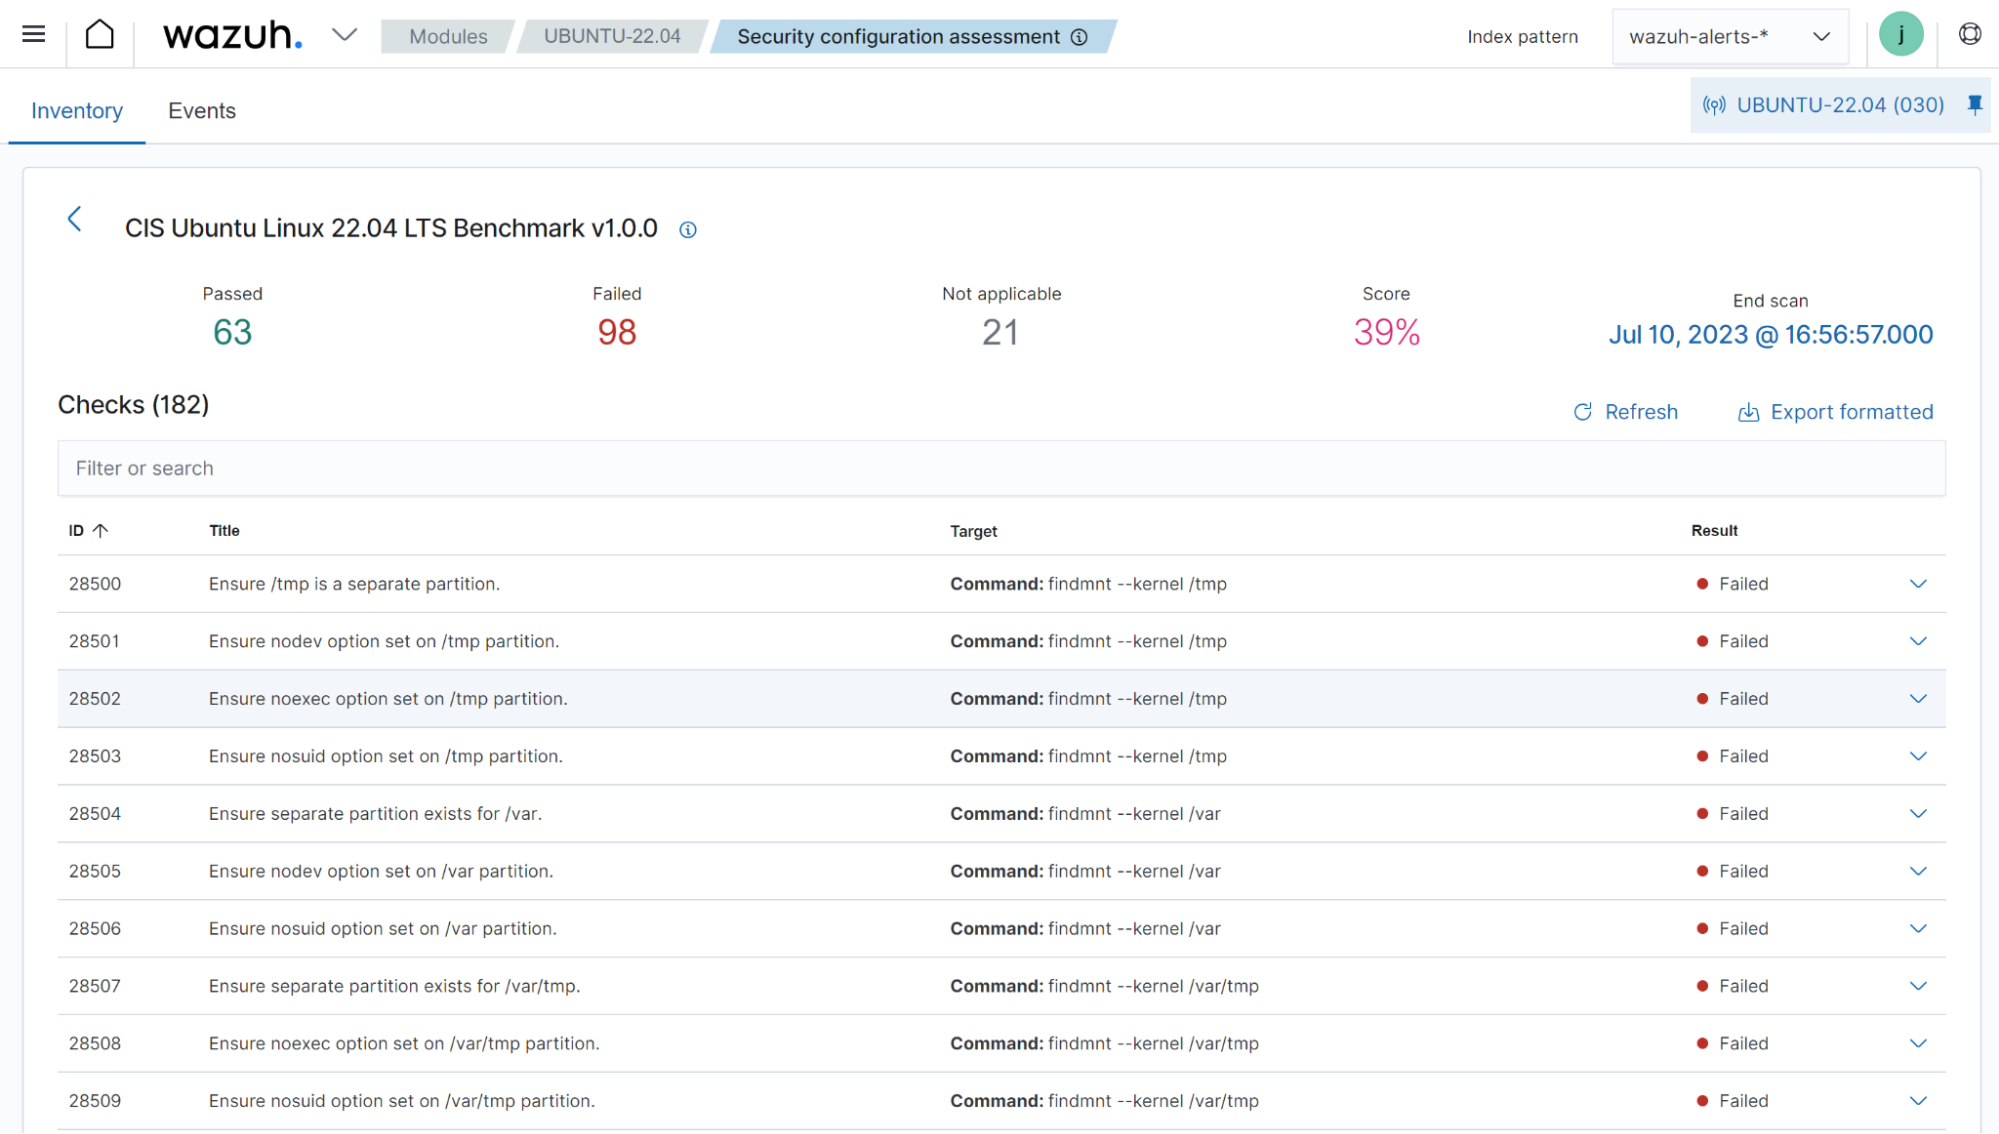 wazuh.
Modules
UBUNTU-22.04
Security configuration assessment
Index pattern
wazuh-alerts-*
j
Inventory
Events
UBUNTU-22.04 (030)
CIS Ubuntu Linux 22.04 LTS Benchmark v1.0.0
Passed
63
Failed
98
Not applicable
21
Score
39%
End scan
Jul 10, 2023 @ 16:56:57.000
Checks (182)
Refresh
Export formatted
Filter or search
ID Title Target Result
28500 Ensure /tmp is a separate partition. Command: findmnt --kernel /tmp Failed
28501 Ensure nodev option set on /tmp partition. Command: findmnt --kernel /tmp Failed
28502 Ensure noexec option set on /tmp partition. Command: findmnt --kernel /tmp Failed
28503 Ensure nosuid option set on /tmp partition. Command: findmnt --kernel /tmp Failed
28504 Ensure separate partition exists for /var. Command: findmnt --kernel /var Failed
28505 Ensure nodev option set on /var partition. Command: findmnt --kernel /var Failed
28506 Ensure nosuid option set on /var partition. Command: findmnt --kernel /var Failed
28507 Ensure separate partition exists for /var/tmp. Command: findmnt --kernel /var/tmp Failed
28508 Ensure noexec option set on /var/tmp partition. Command: findmnt --kernel /var/tmp Failed
28509 Ensure nosuid option set on /var/tmp partition. Command: findmnt --kernel /var/tmp Failed